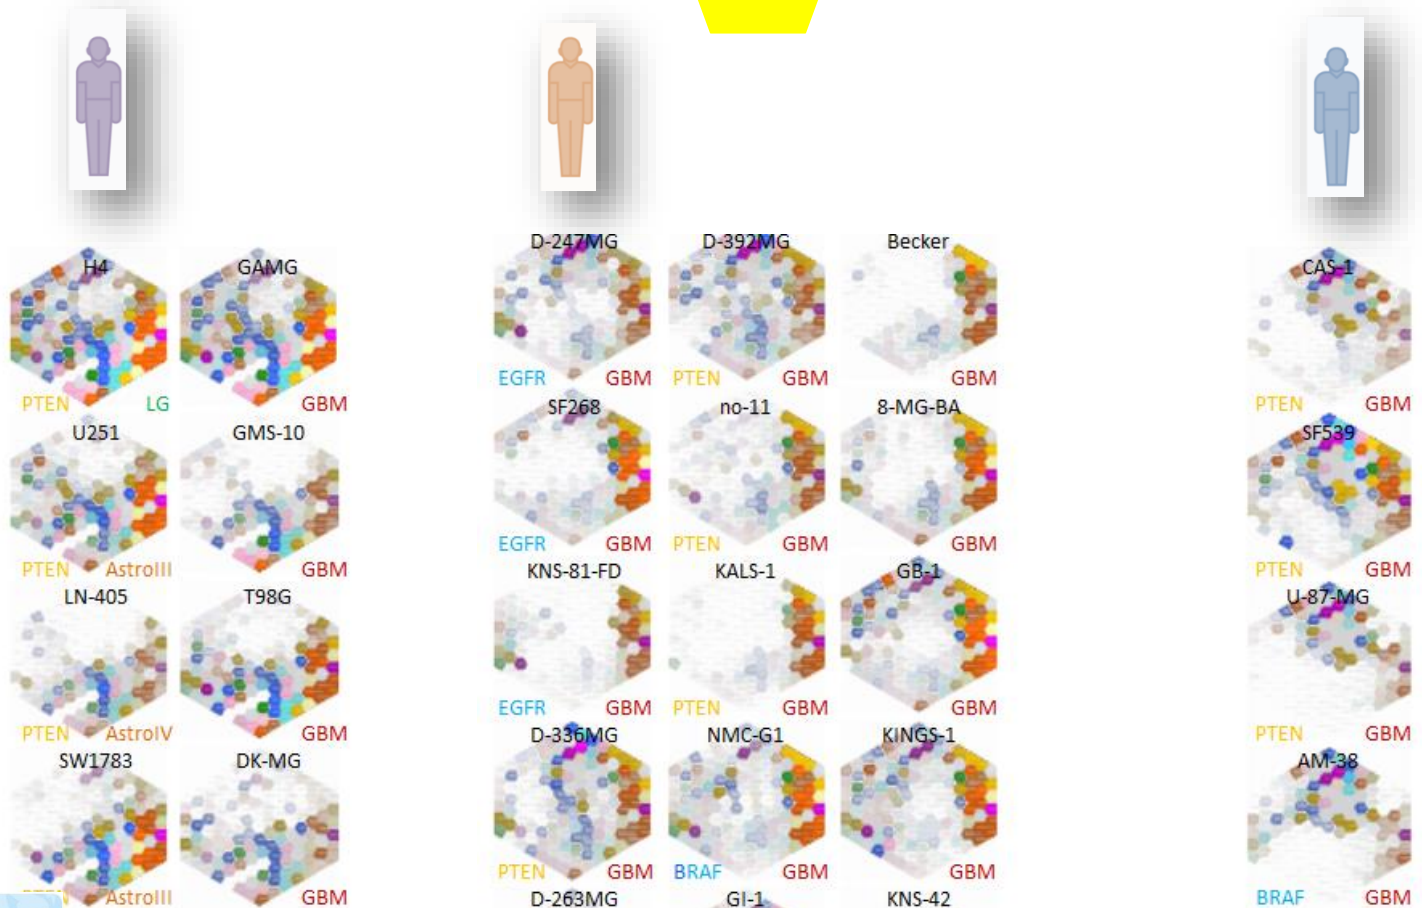 D-247MG D-392MG Becker
H4 GAMG CAS-1
EGFR GBM PTEN GBM GBM
PTEN LG GBM PTEN GBM
SF268 no-11 8-MG-BA
U251 GMS-10 SF539
EGFR GBM PTEN GBM GBM
PTEN AstroIII GBM PTEN GBM
KNS-81-FD KALS-1 GB-1
LN-405 T98G U-87-MG
EGFR GBM PTEN GBM GBM
PTEN AstroIV GBM PTEN GBM
D-336MG NMC-G1 KINGS-1
SW1783 DK-MG AM-38
PTEN GBM BRAF GBM GBM
AstroIII GBM BRAF GBM
D-263MG GI-1 KNS-42